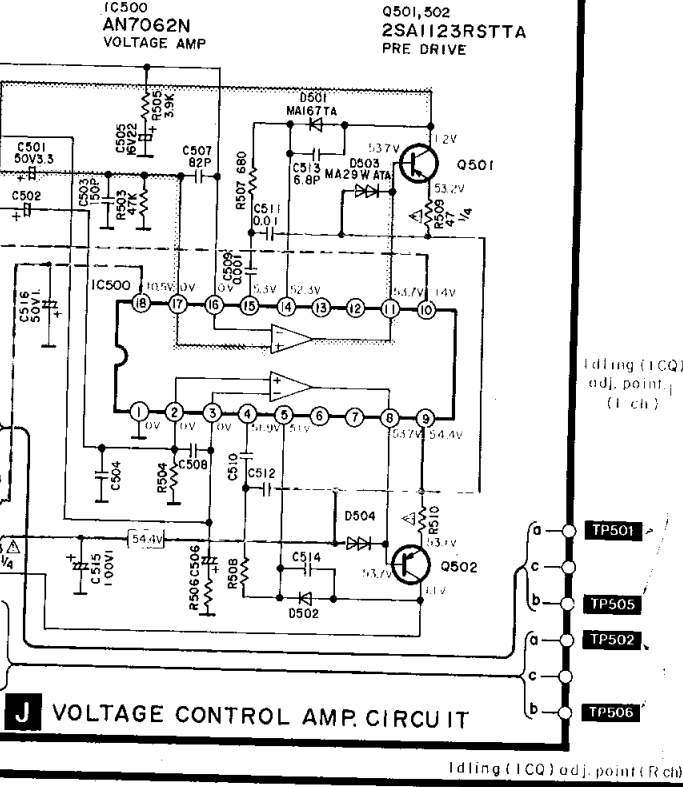 IC500
AN7062N
VOLTAGE AMP
Q501,502
2SA1123RSTTA
PRE DRIVE
R505
3.9K
C505
16V22
D501
MA167TA
C501
50V3.3
C507
82P
R507 680
C513
6.8P
D503
MA29WATA
53.7V
1.2V
Q501
53.2V
R509
47
1/4
C502
C503
150P
R503
47K
C511
0.01
C509
0.001
C516
50V1
IC500
10.5V
0V
0V
5.3V
52.3V
53.7V
14V
18
17
16
15
14
13
12
11
10
-
+
+
-
1
2
3
4
5
6
7
8
9
0V
0V
0V
51.9V
51V
53.7V
54.4V
Idling (ICQ)
adj. point
C504
R504
C508
C510
C512
D504
R510
53.1V
Q502
53.7V
1.1V
54.4V
1/4
C515
100V1
C506
R506
R508
C514
D502
a
TP501
c
b
TP505
a
TP502
c
b
TP506
J VOLTAGE CONTROL AMP. CIRCUIT
Idling (ICQ) adj. point (R ch)